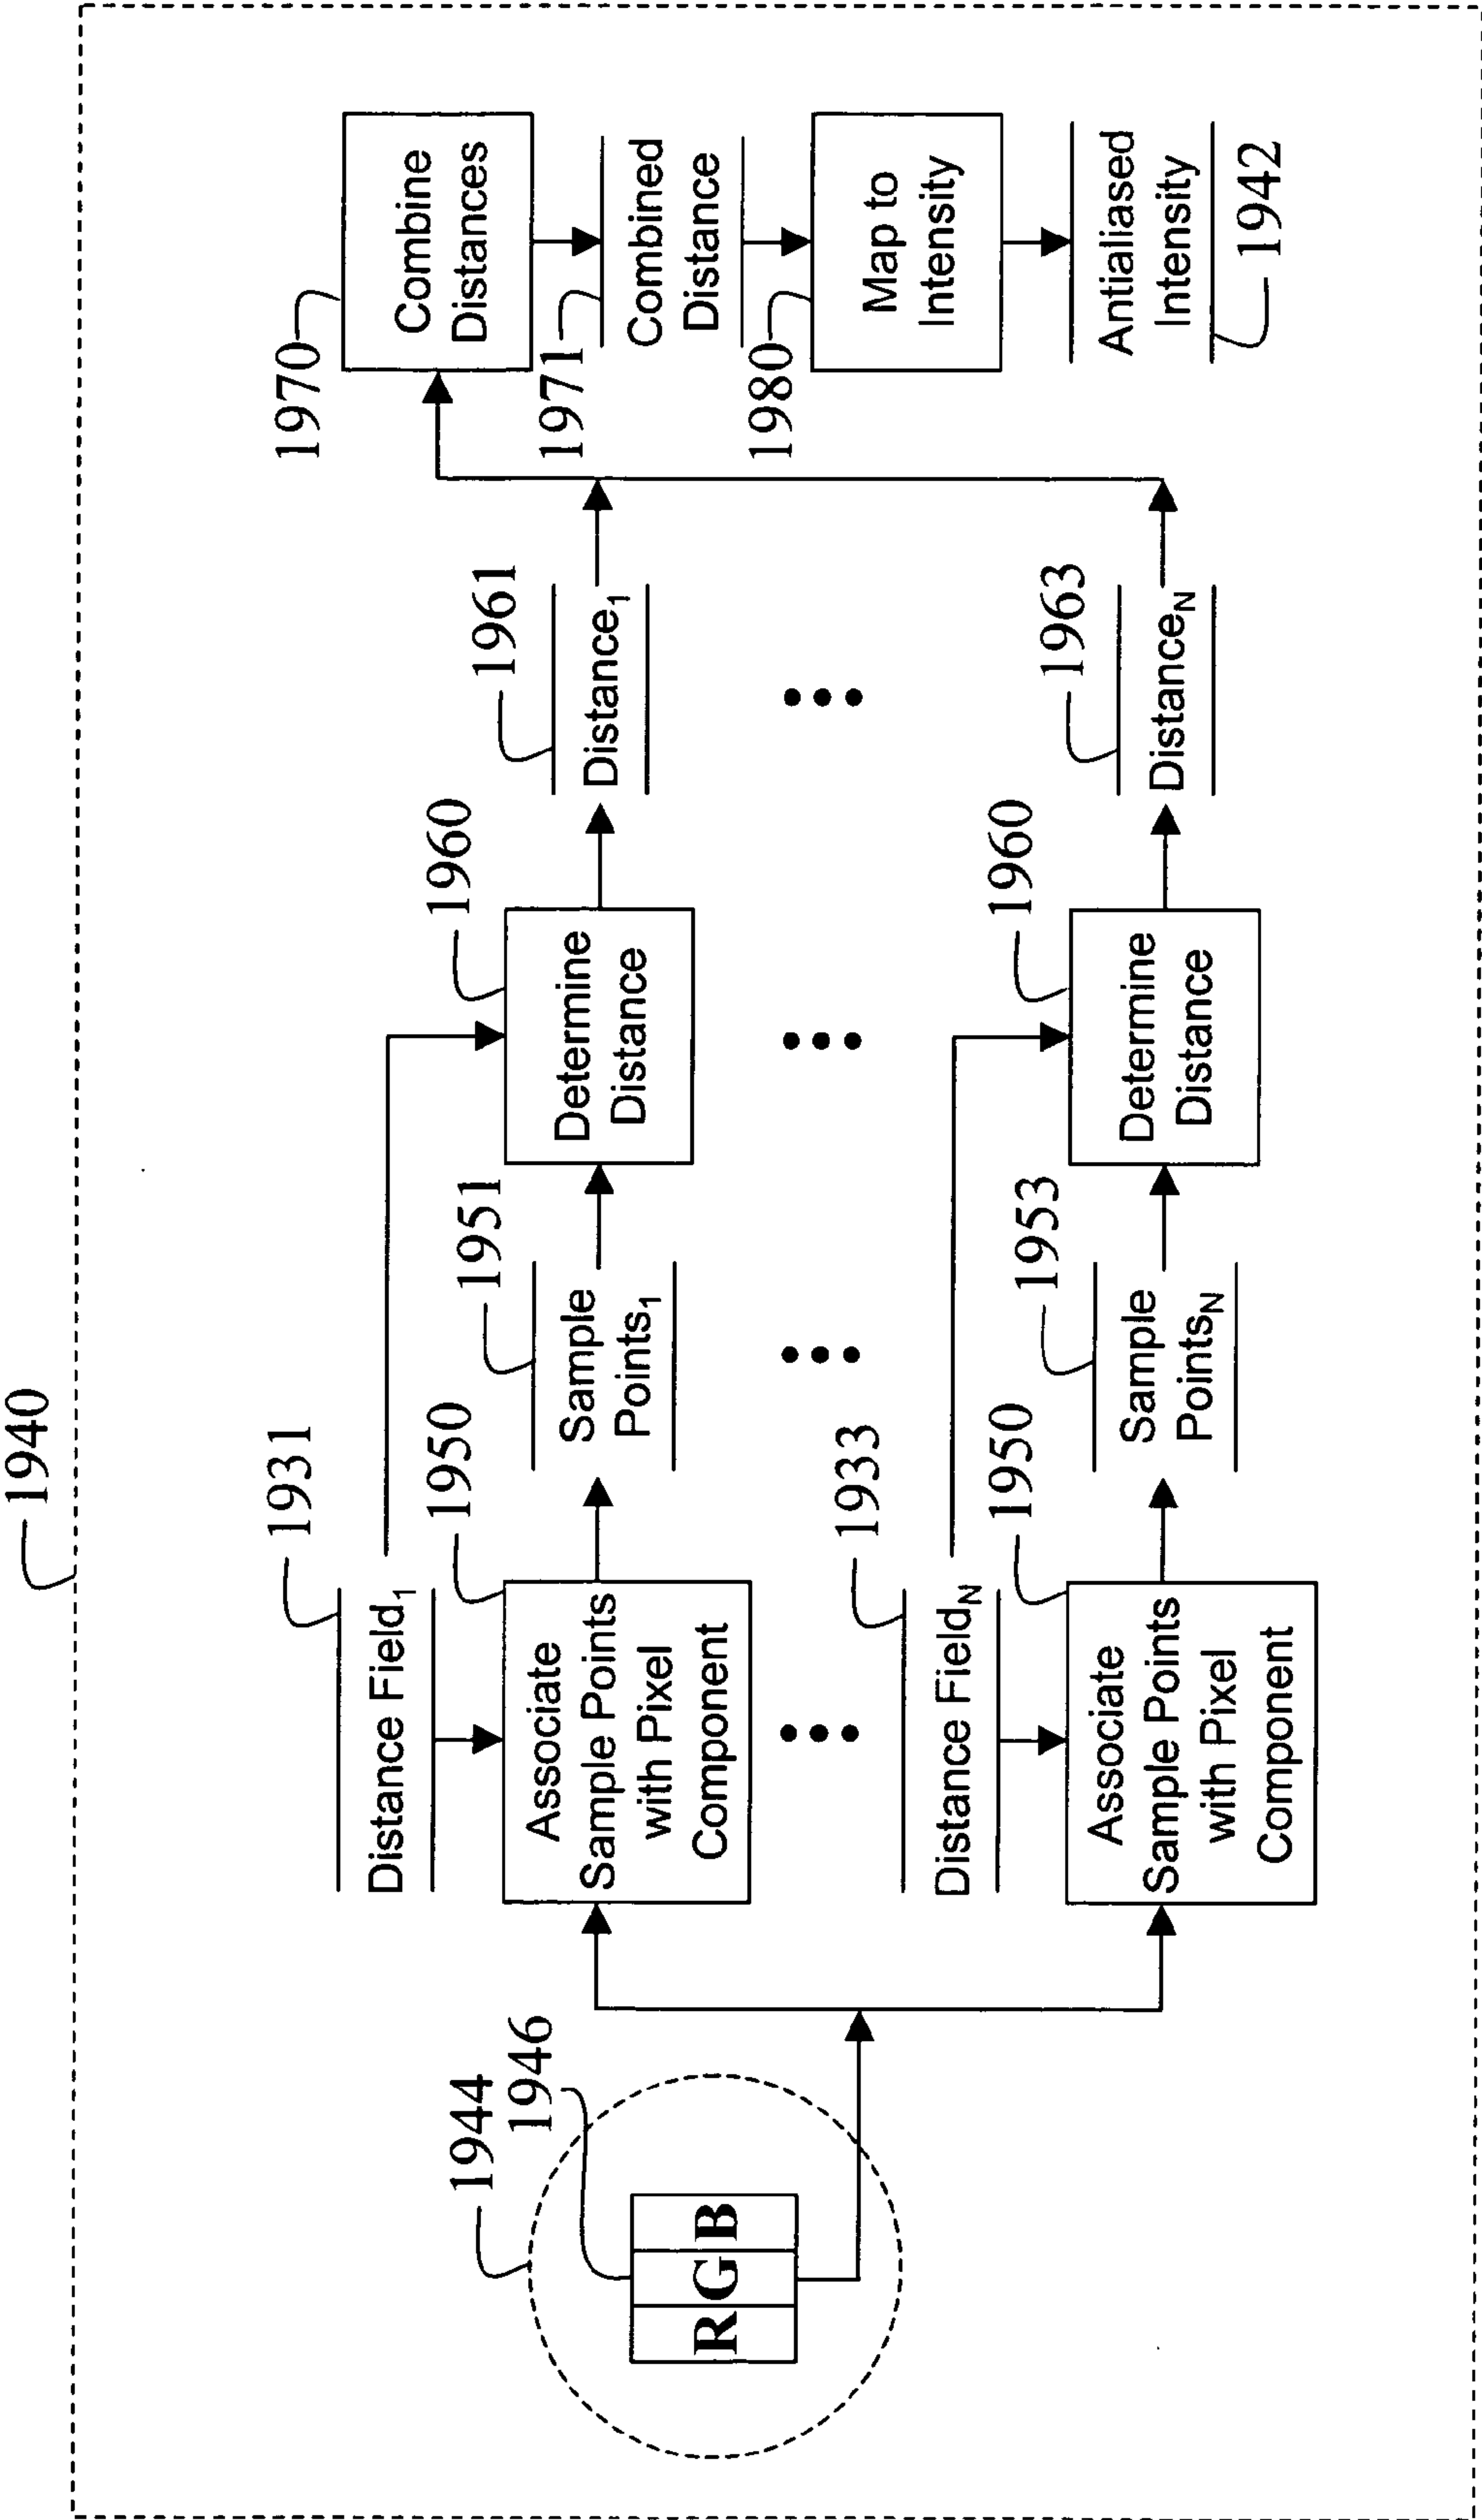 1940
1944
1946
R G B
1931
Distance Field1
1950
Associate
Sample Points
with Pixel
Component
1951
Sample
Points1
1960
Determine
Distance
1961
Distance1
1933
Distance FieldN
1950
Associate
Sample Points
with Pixel
Component
1953
Sample
PointsN
1960
Determine
Distance
1963
DistanceN
1970
Combine
Distances
1971
Combined
Distance
1980
Map to
Intensity
Antialiased
Intensity
1942